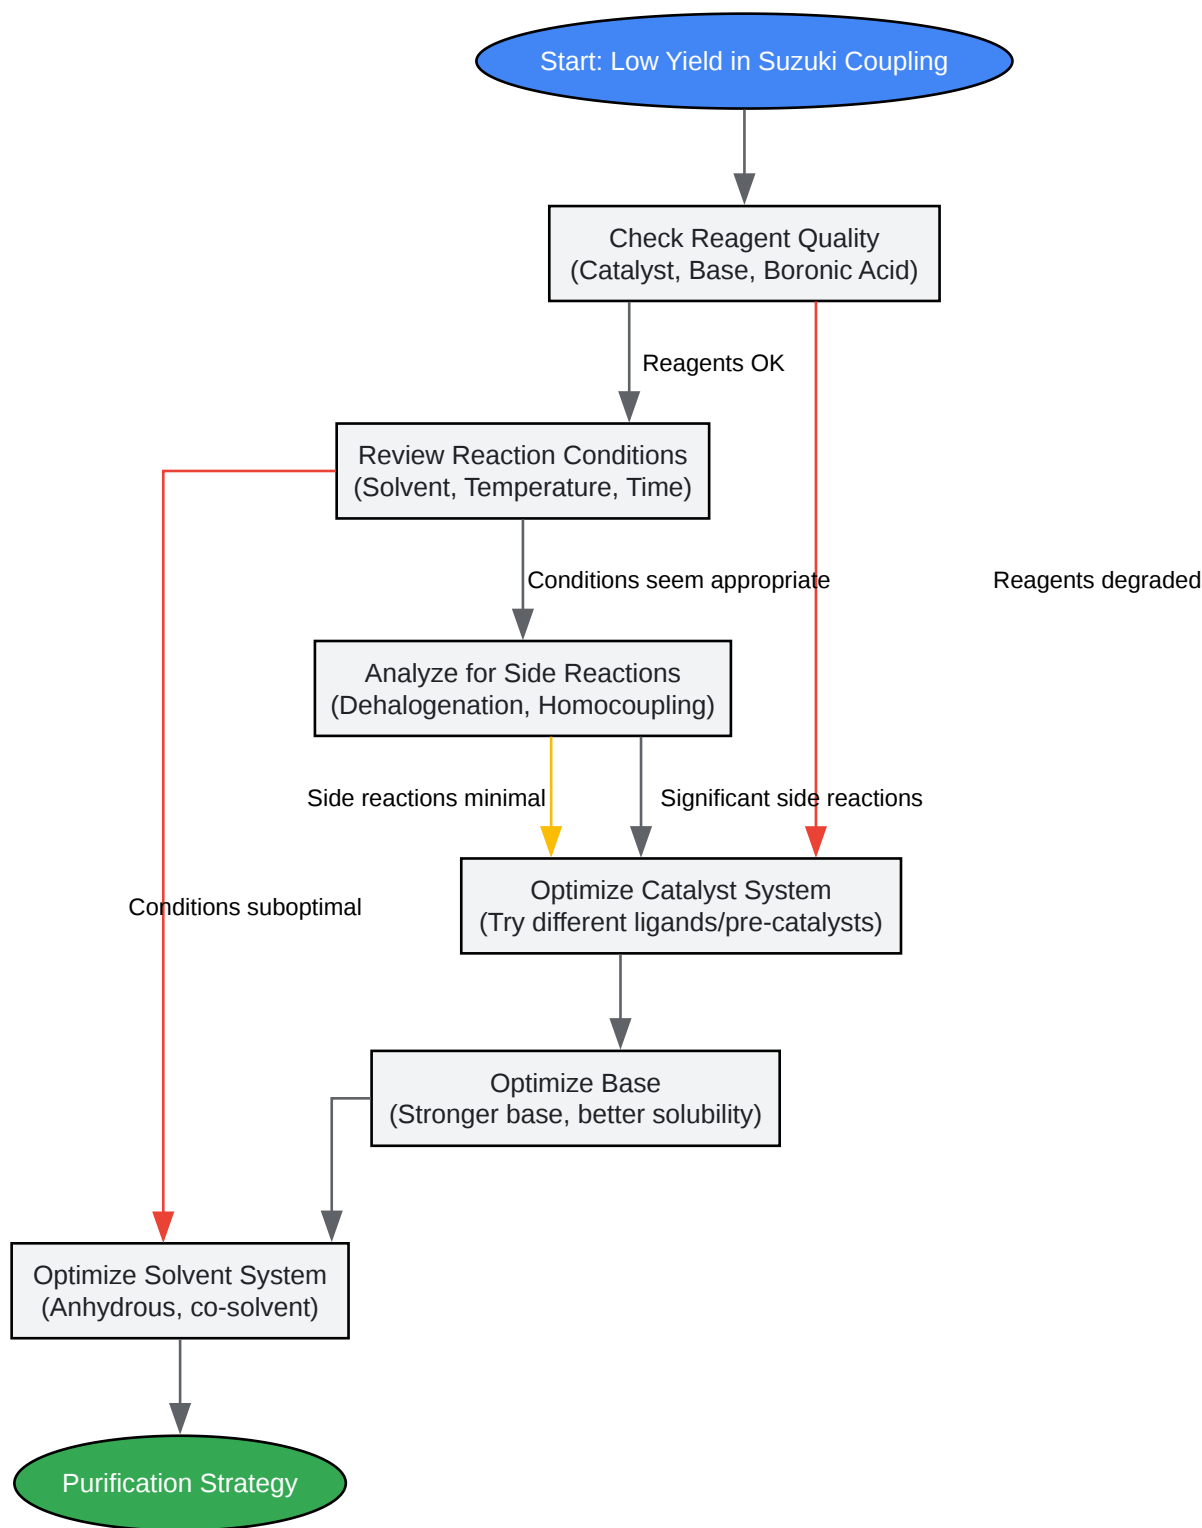 Start: Low Yield in Suzuki Coupling
Check Reagent Quality
(Catalyst, Base, Boronic Acid)
Reagents OK
Review Reaction Conditions
(Solvent, Temperature, Time)
Conditions seem appropriate
Reagents degraded
Analyze for Side Reactions
(Dehalogenation, Homocoupling)
Side reactions minimal
Significant side reactions
Optimize Catalyst System
(Try different ligands/pre-catalysts)
Conditions suboptimal
Optimize Base
(Stronger base, better solubility)
Optimize Solvent System
(Anhydrous, co-solvent)
Purification Strategy